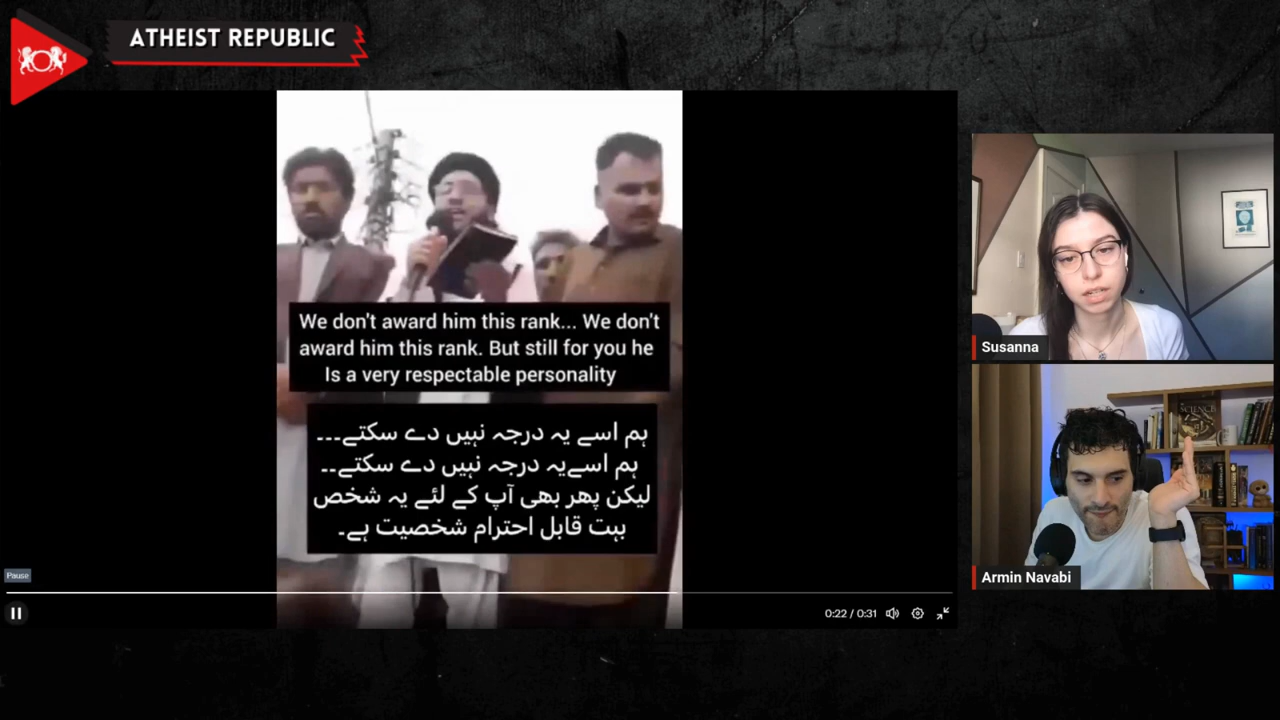 ATHEIST REPUBLIC
We don't award him this rank... We don't
award him this rank. But still for you he
Is a very respectable personality
ہم اسے یہ درجہ نہیں دے سکتے۔۔۔
ہم اسےیہ درجہ نہیں دے سکتے۔۔
لیکن پھر بھی آپ کے لئے یہ شخص
بہت قابل احترام شخصیت ہے۔
Pause
0:22 / 0:31
Susanna
SCIENCE
Armin Navabi